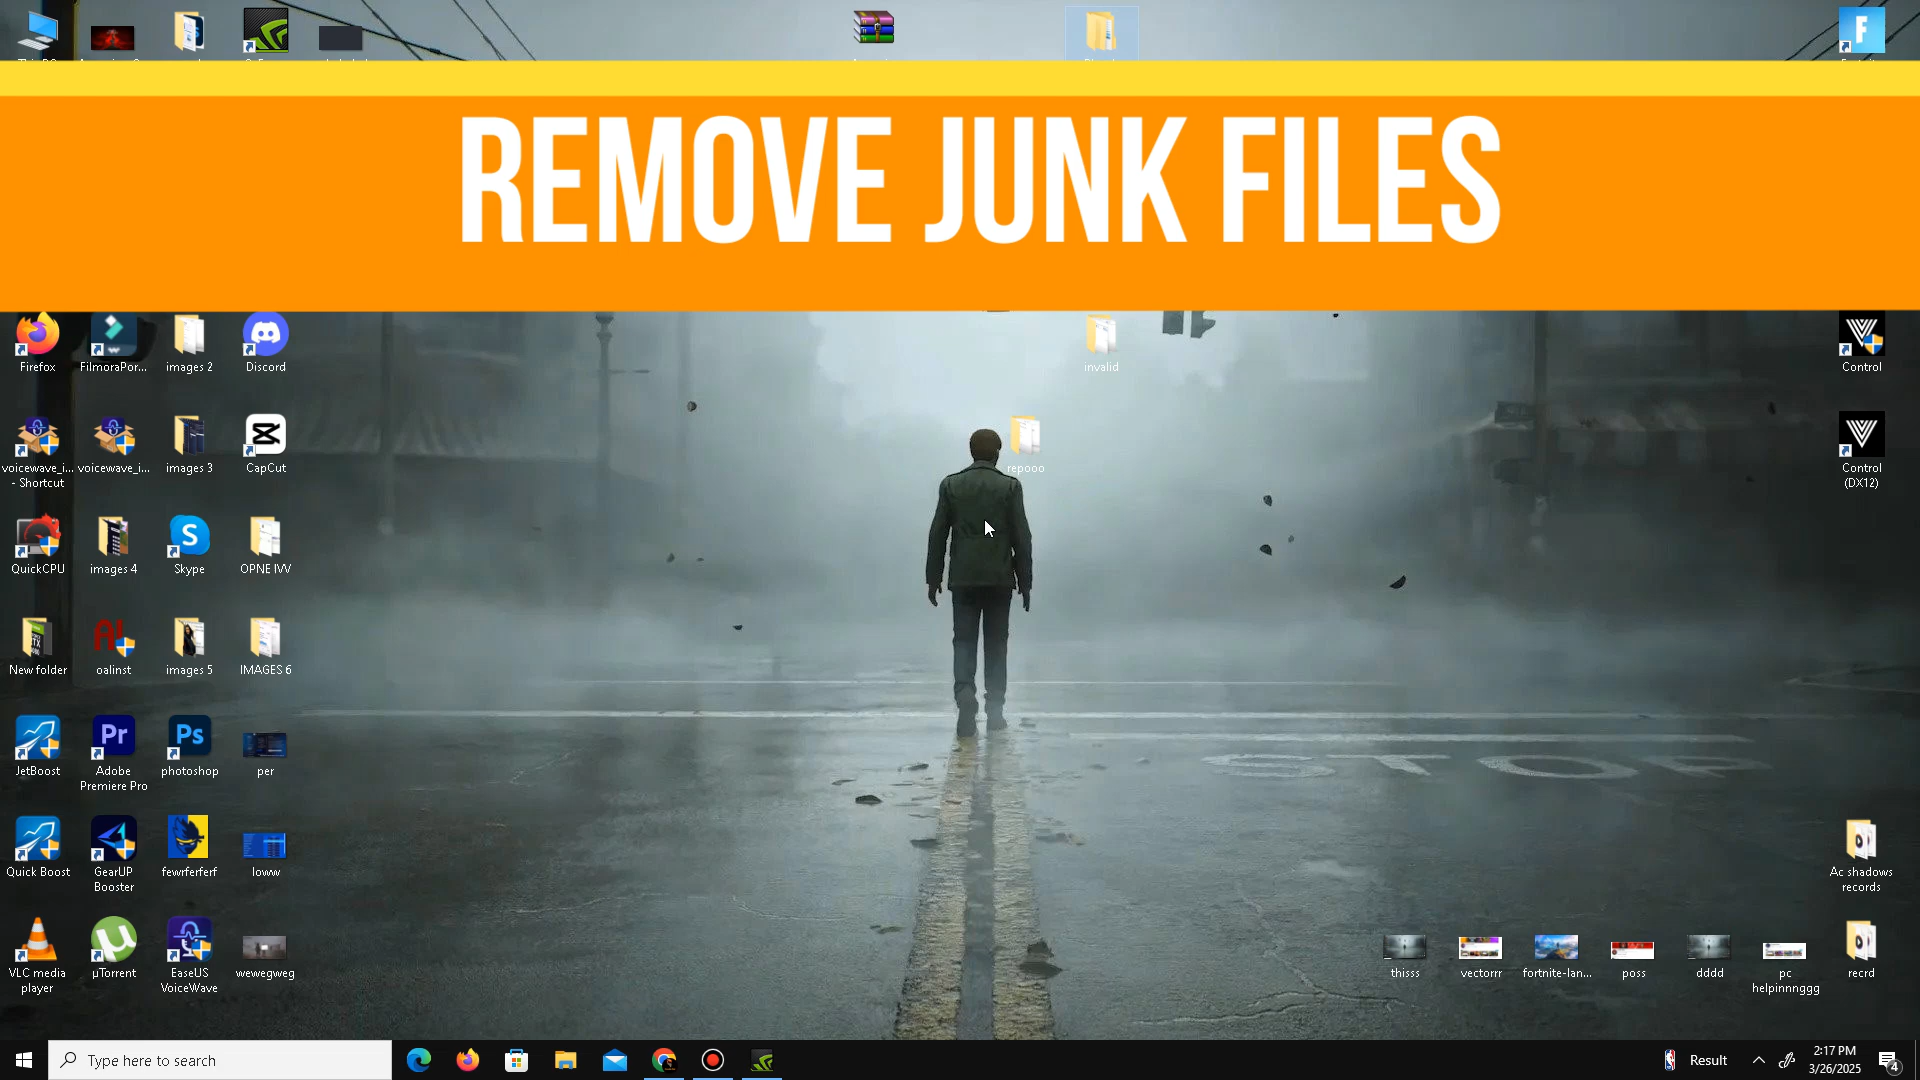 REMOVE JUNK FILES
Firefox
FilmoraPor...
images 2
Discord
invalid
Control
voicewave_i...
- Shortcut
voicewave_i...
images 3
CapCut
repooo
Control
(DX12)
QuickCPU
images 4
Skype
OPNE IVV
New folder
oalinst
images 5
IMAGES 6
STOP
JetBoost
Adobe
Premiere Pro
photoshop
per
Quick Boost
GearUP
Booster
fewrferferf
loww
Ac shadows
records
VLC media
player
µTorrent
EaseUS
VoiceWave
wewegweg
thisss
vectorrr
fortnite-lan...
poss
dddd
pc
helpinnnggg
recrd
Type here to search
Result
2:17 PM
3/26/2025
4